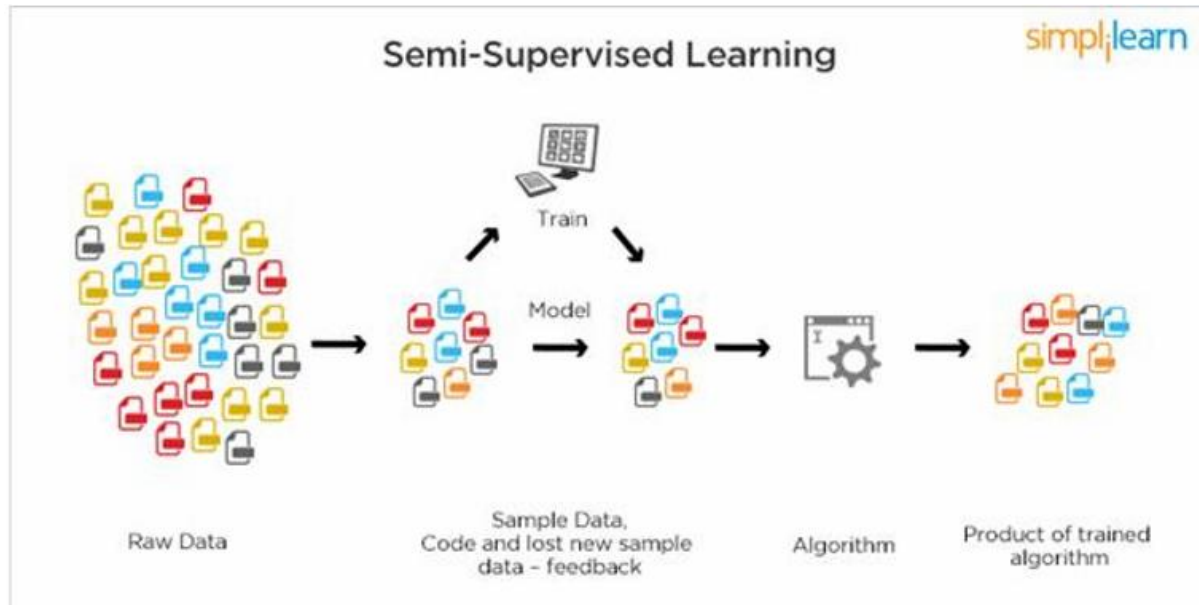 simplilearn
Semi-Supervised Learning
Train
Model
Raw Data
Sample Data,
Code and lost new sample
data – feedback
Algorithm
Product of trained
algorithm